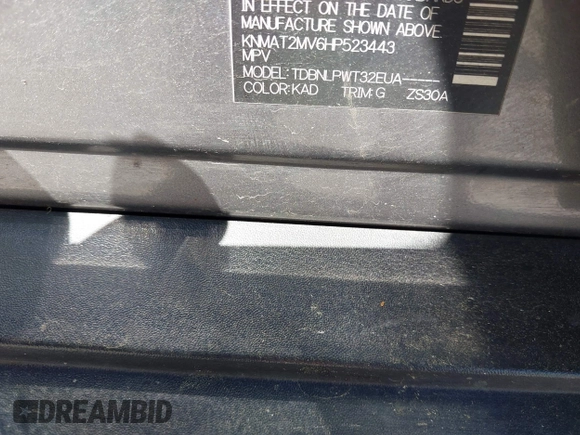 IN EFFECT ON THE DATE OF
MANUFACTURE SHOWN ABOVE.
KNMAT2MV6HP523443
MPV
MODEL: TDBNLPWT32EUA-----
COLOR:KAD TRIM:G ZS30A
DREAMBID